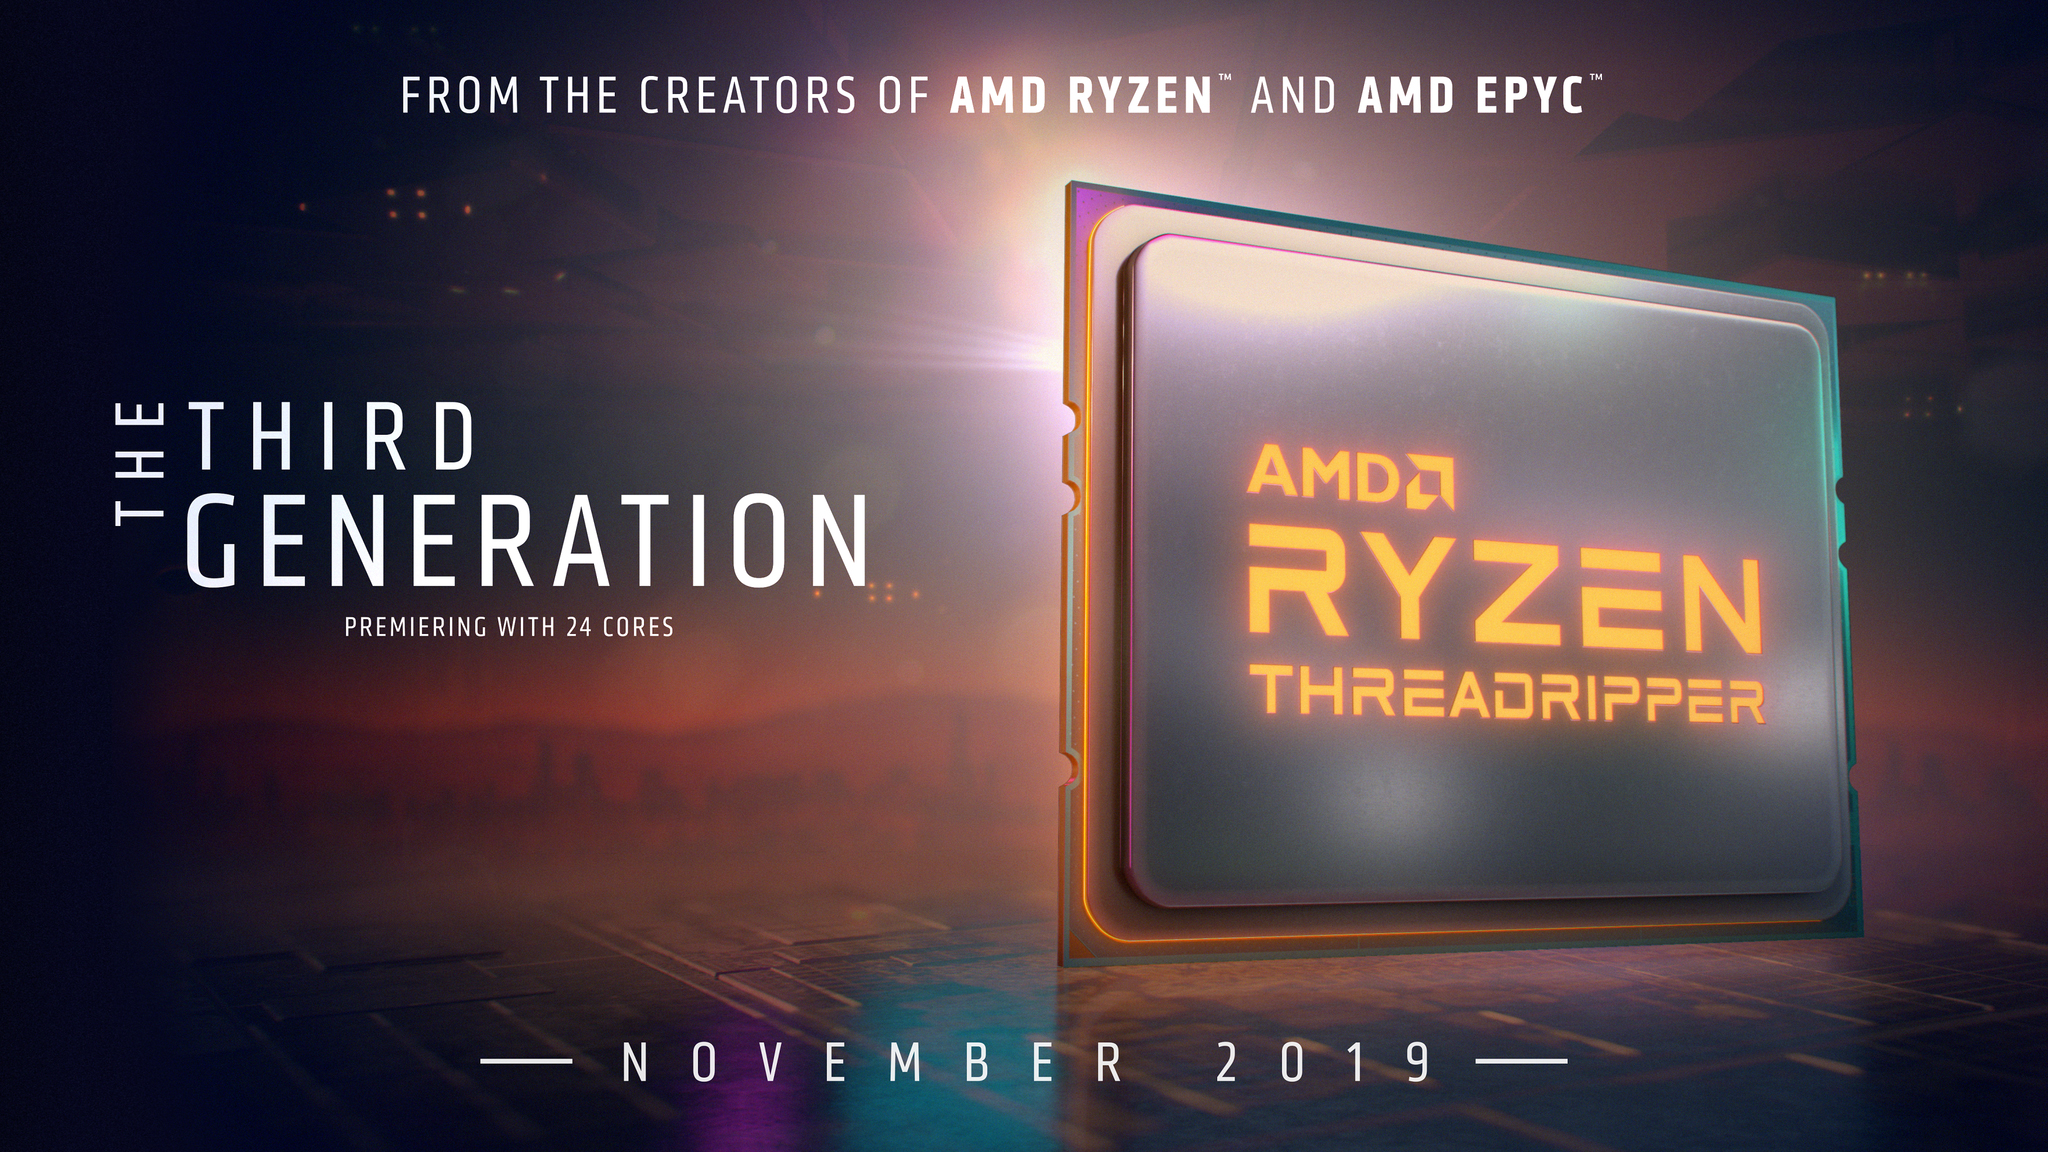 FROM THE CREATORS OF AMD RYZEN™ AND AMD EPYC™
THE THIRD
GENERATION
PREMIERING WITH 24 CORES
AMD
RYZEN
THREADRIPPER
NOVEMBER 2019